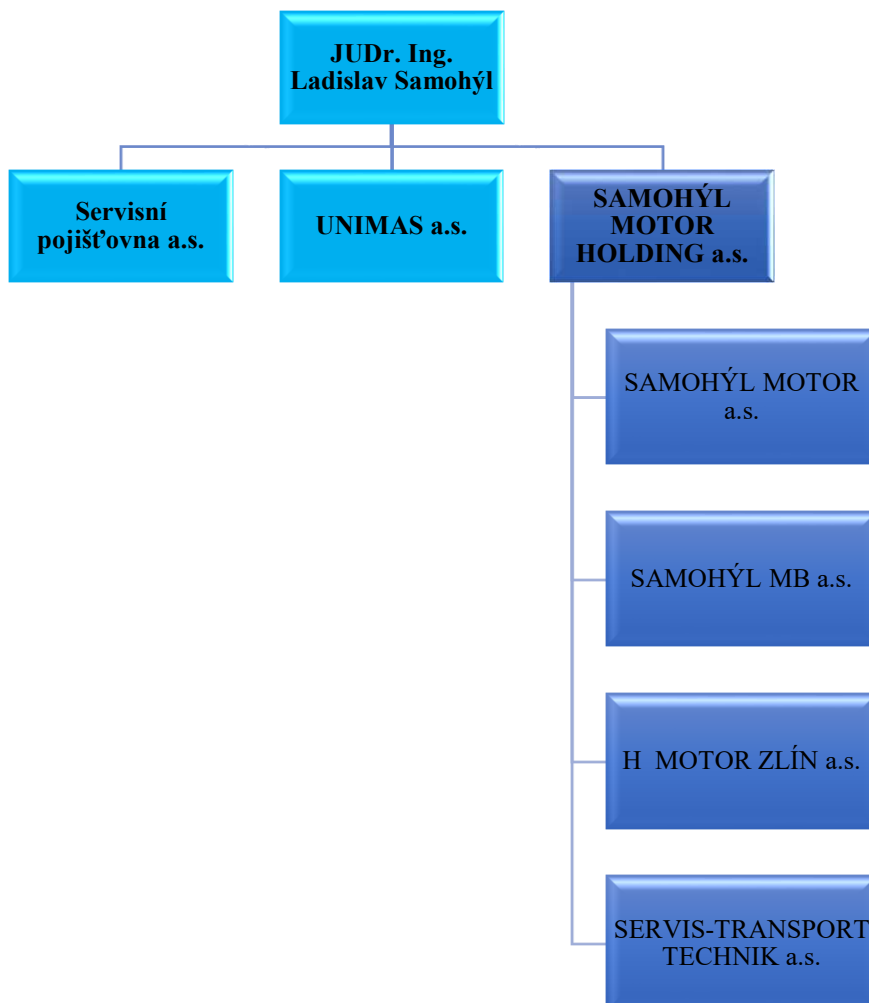 JUDr. Ing.
Ladislav Samohýl
Servisní
pojišťovna a.s.
UNIMAS a.s.
SAMOHÝL
MOTOR
HOLDING a.s.
SAMOHÝL MOTOR
a.s.
SAMOHÝL MB a.s.
H  MOTOR ZLÍN a.s.
SERVIS-TRANSPORT
TECHNIK a.s.